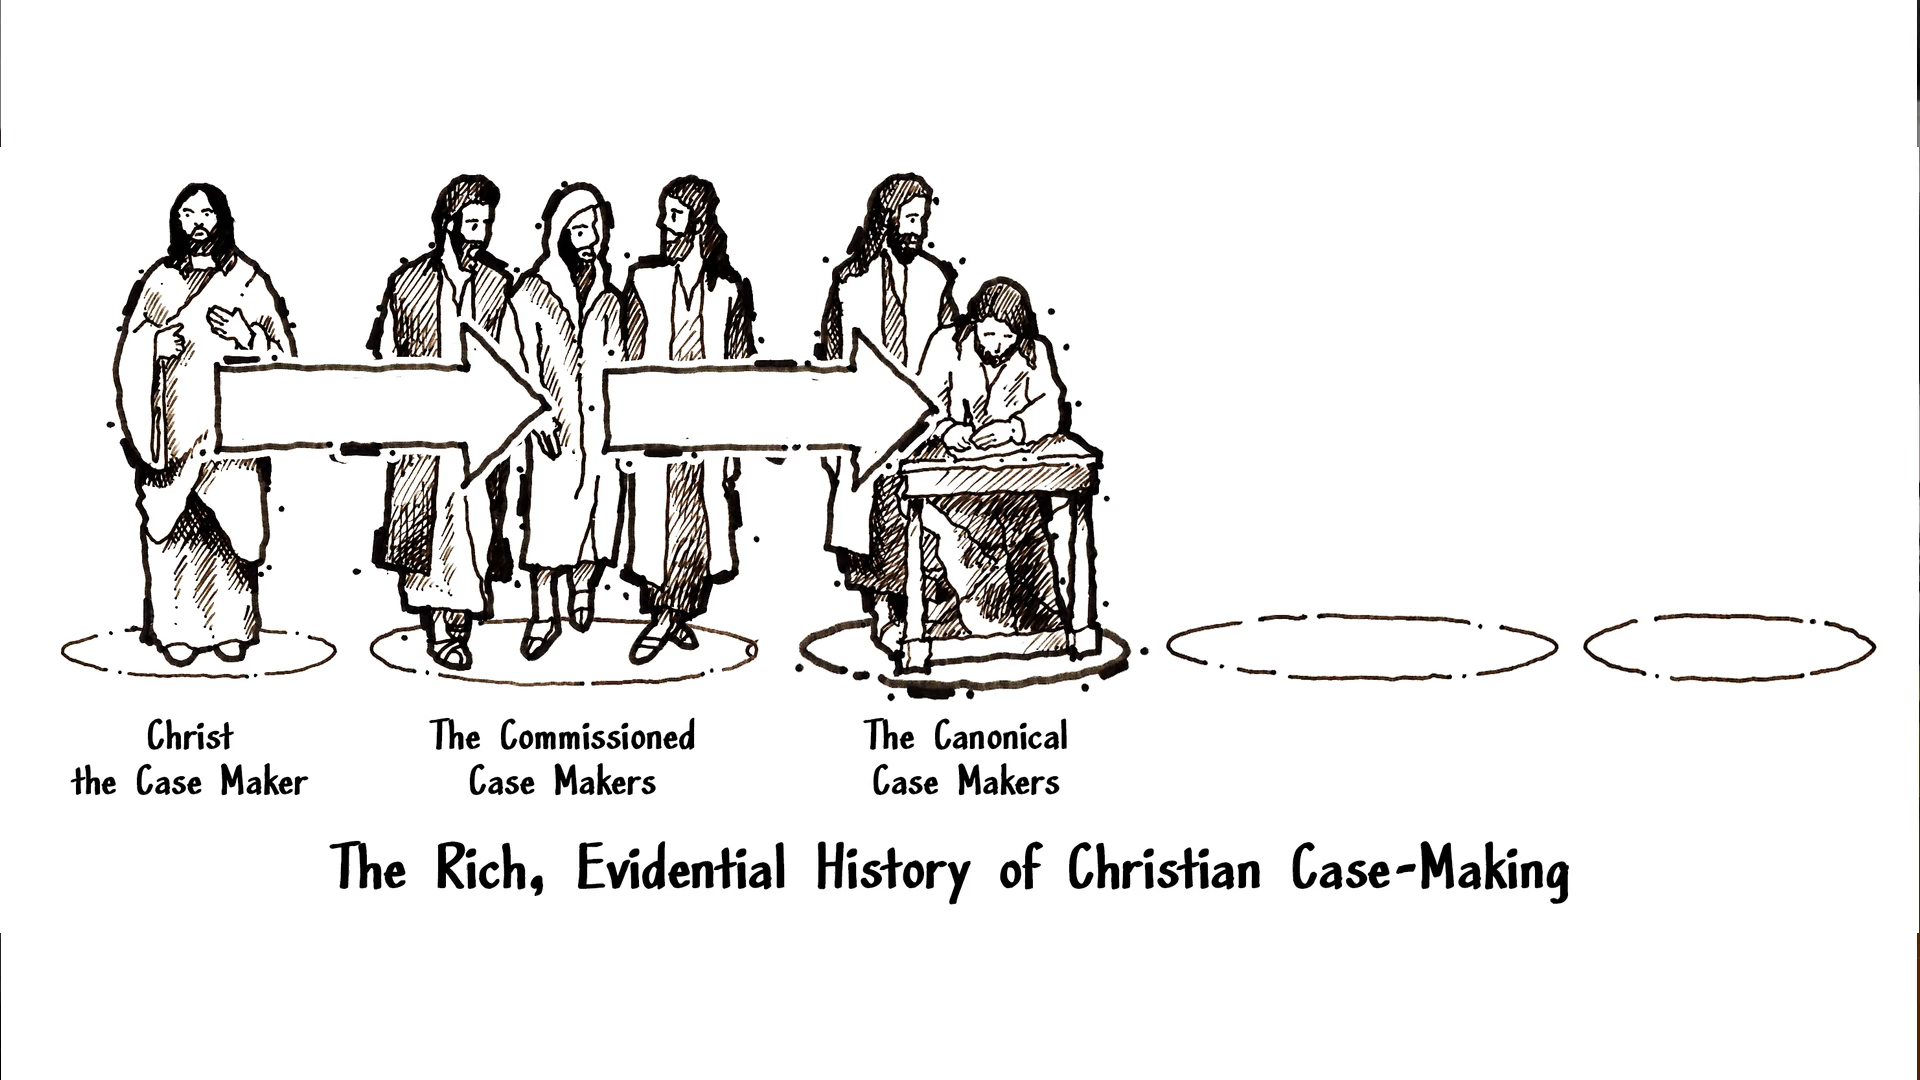 Christ
the Case Maker
The Commissioned
Case Makers
The Canonical
Case Makers
The Rich, Evidential History of Christian Case-Making